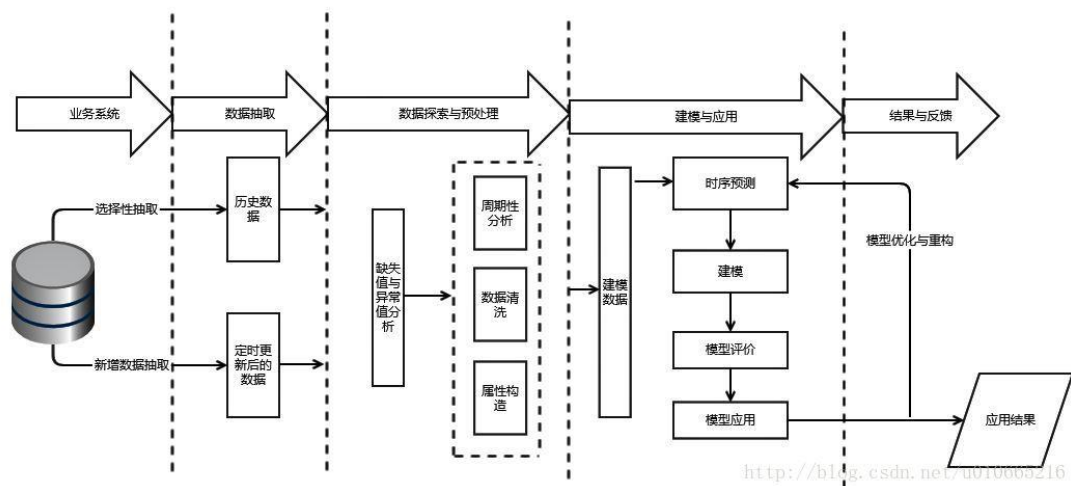 业务系统
数据抽取
数据探索与预处理
建模与应用
结果与反馈
选择性抽取
历史数
据
新增数据抽取
定时更
新后的
数据
缺失
值与
异常
值分
析
周期性
分析
数据清
洗
属性构
造
建模
数据
时序预测
建模
模型评价
模型应用
模型优化与重构
应用结果
http://blog.csdn.net/u010665216